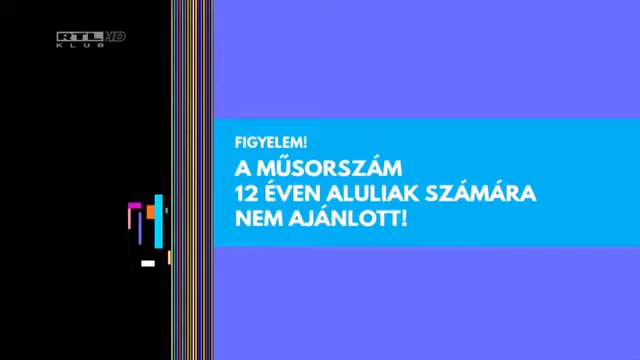 RTL HD
KLUB
FIGYELEM!
A MŰSORSZÁM
12 ÉVEN ALULIAK SZÁMÁRA
NEM AJÁNLOTT!